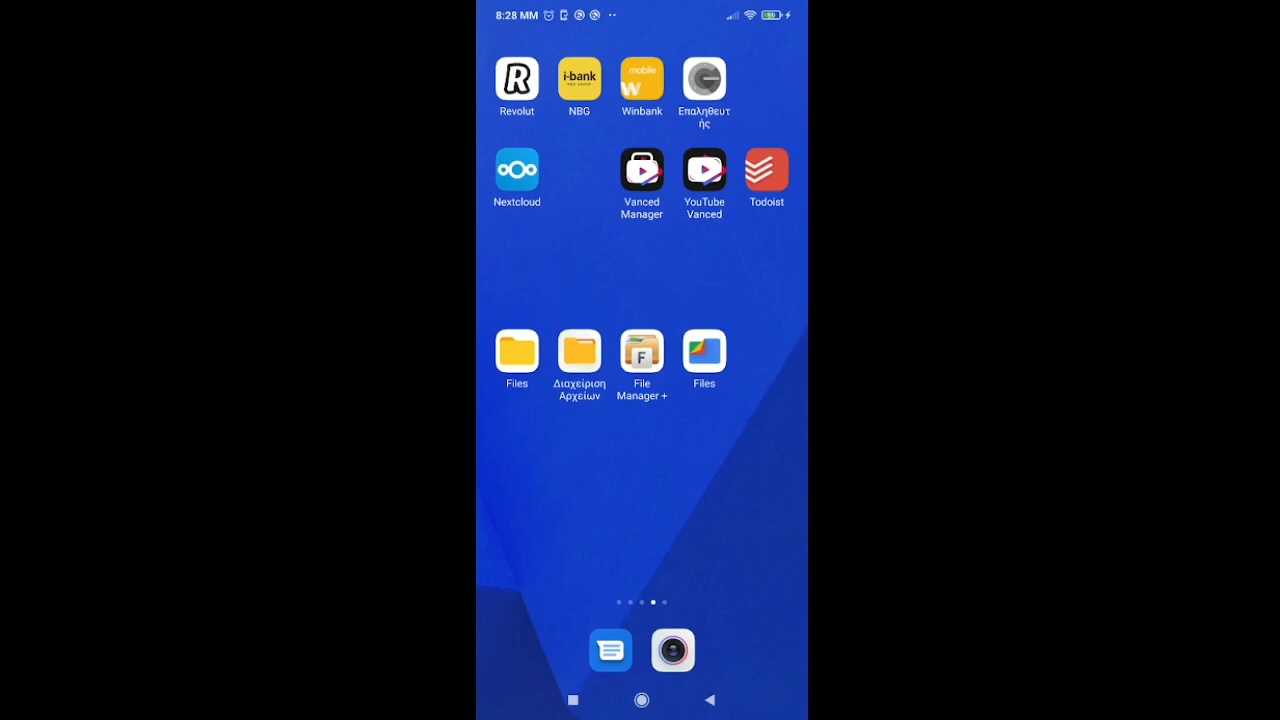 8:28 ΜΜ
R
i-bank
mobile
w
Revolut
NBG
Winbank
Επαληθευτ
ής
Nextcloud
Vanced
Manager
YouTube
Vanced
Todoist
F
Files
Διαχείριση
Αρχείων
File
Manager +
Files